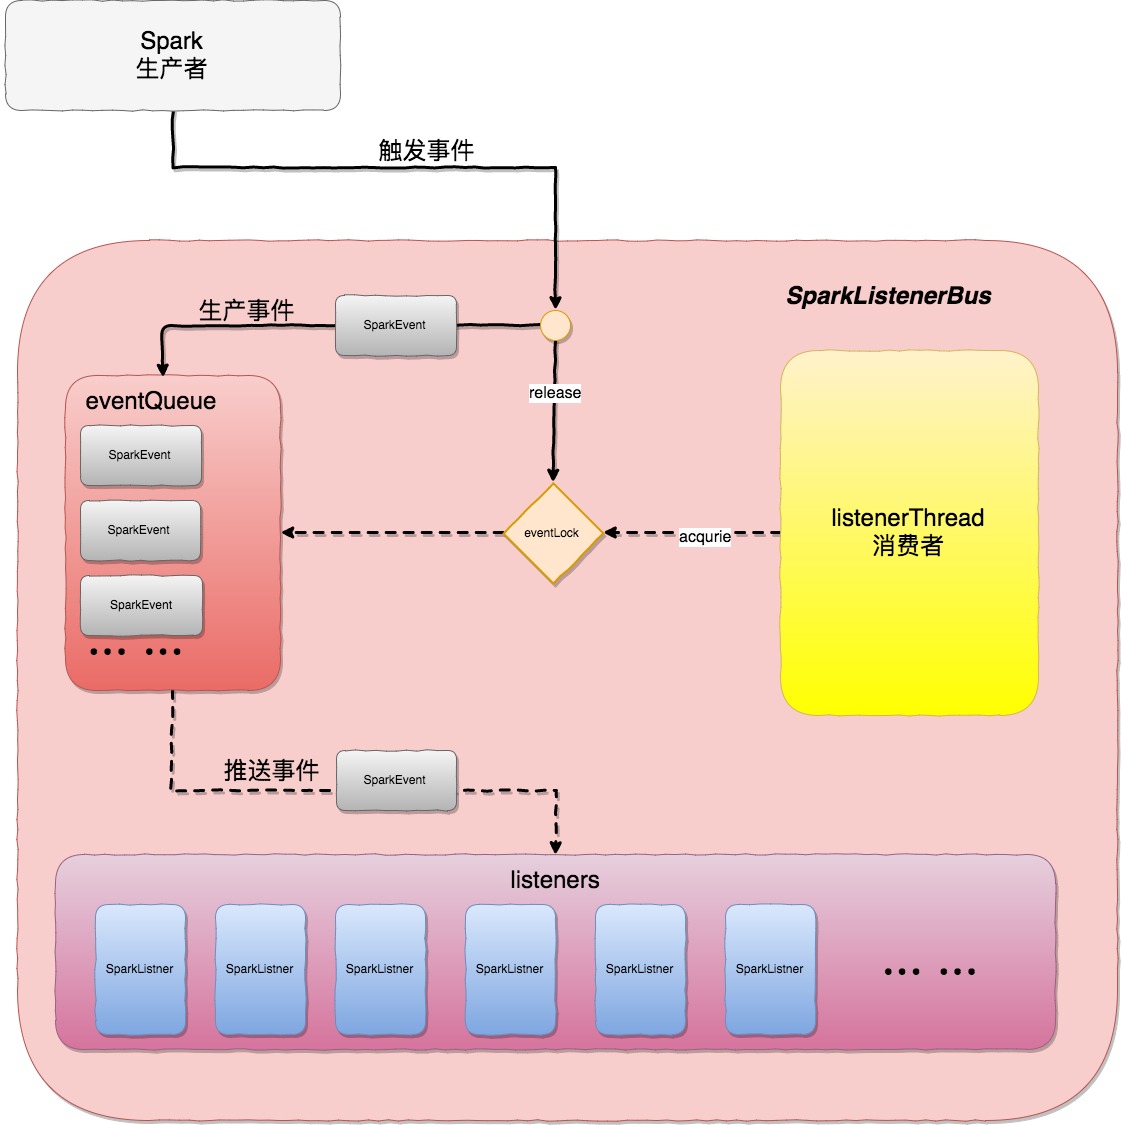 Spark
生产者
触发事件
SparkListenerBus
生产事件
SparkEvent
release
eventQueue
SparkEvent
SparkEvent
SparkEvent
... ...
eventLock
acqurie
listenerThread
消费者
推送事件
SparkEvent
listeners
SparkListner
SparkListner
SparkListner
SparkListner
SparkListner
SparkListner
... ...